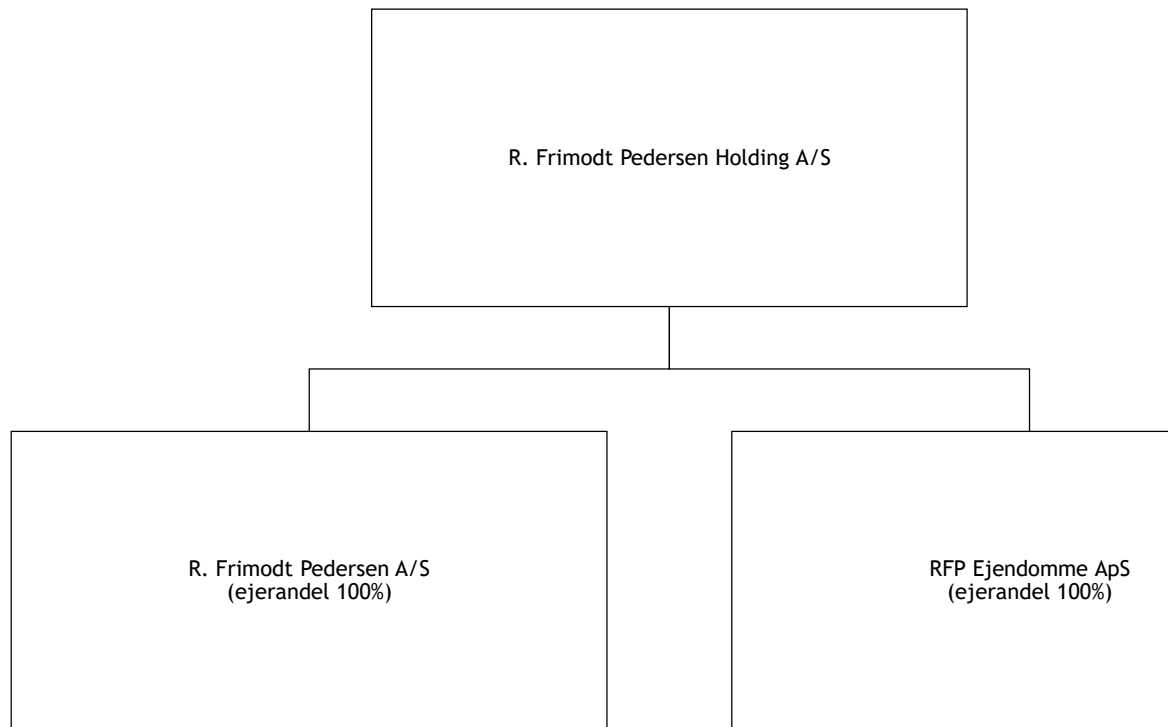 R. Frimodt Pedersen Holding A/S
R. Frimodt Pedersen A/S
(ejerandel 100%)
RFP Ejendomme ApS
(ejerandel 100%)